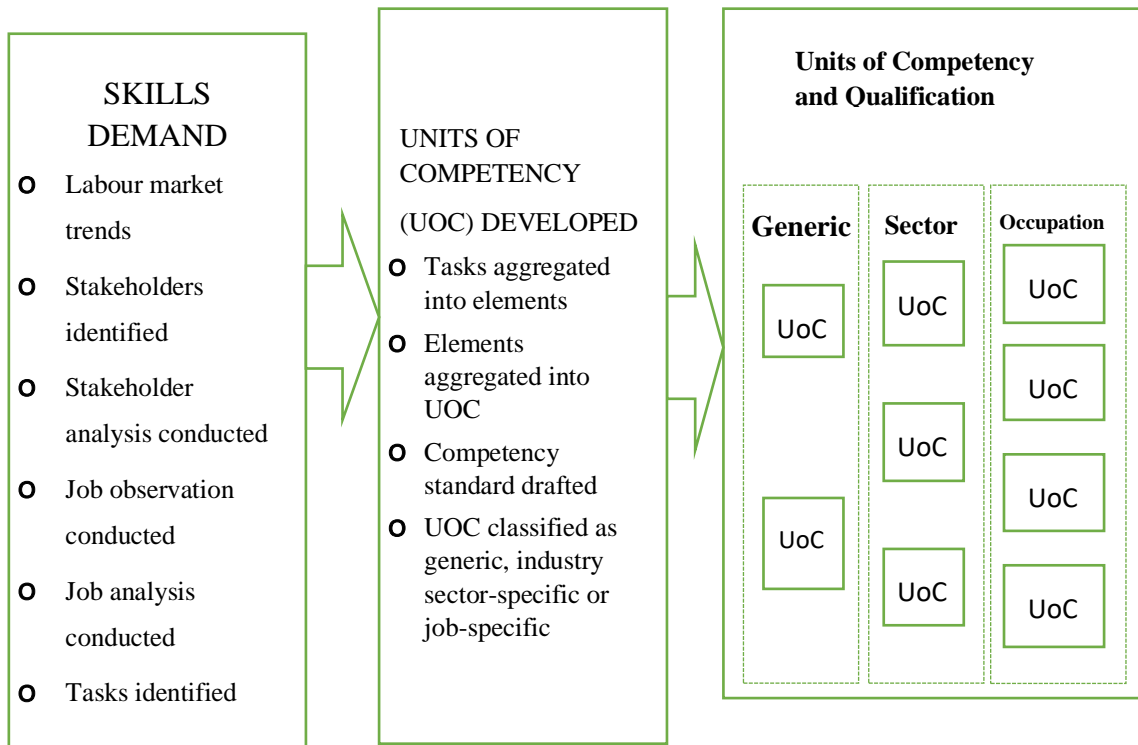 SKILLS
DEMAND
o Labour market
trends
o Stakeholders
identified
o Stakeholder
analysis conducted
o Job observation
conducted
o Job analysis
conducted
o Tasks identified
UNITS OF
COMPETENCY
(UOC) DEVELOPED
o Tasks aggregated
into elements
o Elements
aggregated into
UOC
o Competency
standard drafted
o UOC classified as
generic, industry
sector-specific or
job-specific
Units of Competency
and Qualification
Generic
UoC
UoC
Sector
UoC
UoC
UoC
Occupation
UoC
UoC
UoC
UoC